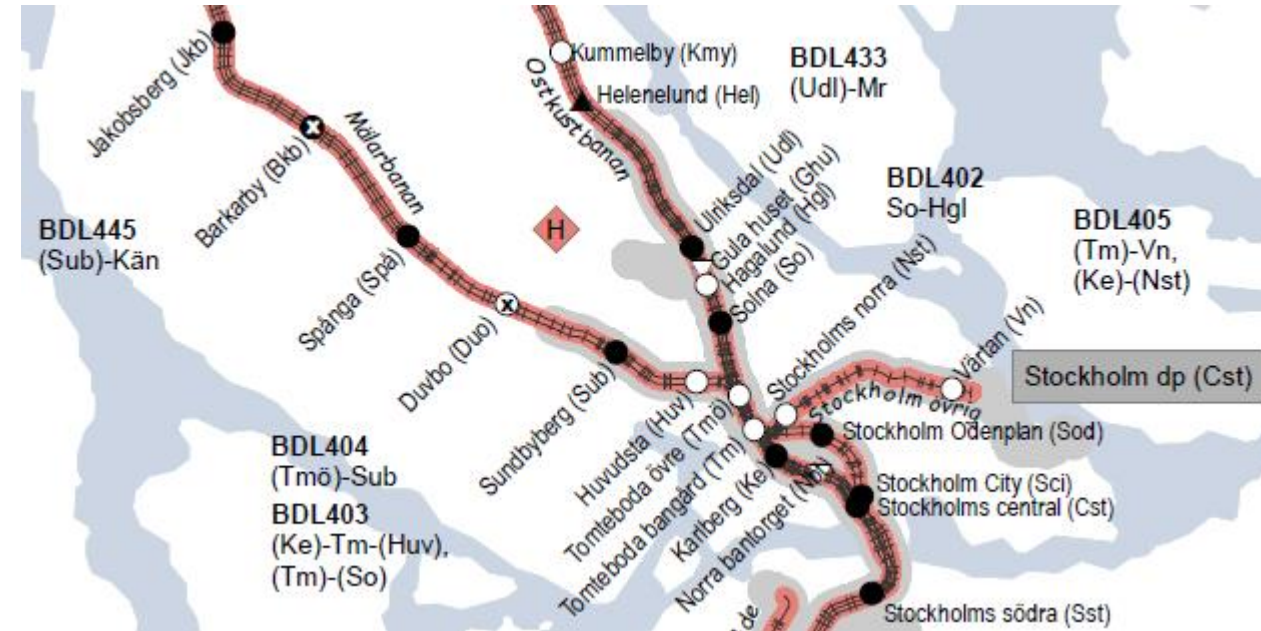 Kummelby (Kmy)
BDL433
(Udl)-Mr
Helenelund (Hel)
Ostkustbanan
Jakobsberg (Jkb)
Barkarby (Bkb)
Mälarbanan
Ulriksdal (Udl)
Gula huset (Ghu)
Hagalund (Hgl)
Solna (So)
BDL402
So-Hgl
BDL405
(Tm)-Vn,
(Ke)-(Nst)
BDL445
(Sub)-Kän
H
Spånga (Spå)
Duvbo (Duo)
Stockholms norra (Nst)
Värtan (Vn)
Stockholm dp (Cst)
Stockholm övrig
Stockholm Odenplan (Sod)
BDL404
(Tmö)-Sub
BDL403
(Ke)-Tm-(Huv),
(Tm)-(So)
Sundbyberg (Sub)
Huvudsta (Huv)
Tomteboda övre (Tmö)
Tomteboda bangård (Tm)
Karlberg (Ke)
Norra bantorget
Stockholm City (Sci)
Stockholms central (Cst)
Stockholms södra (Sst)